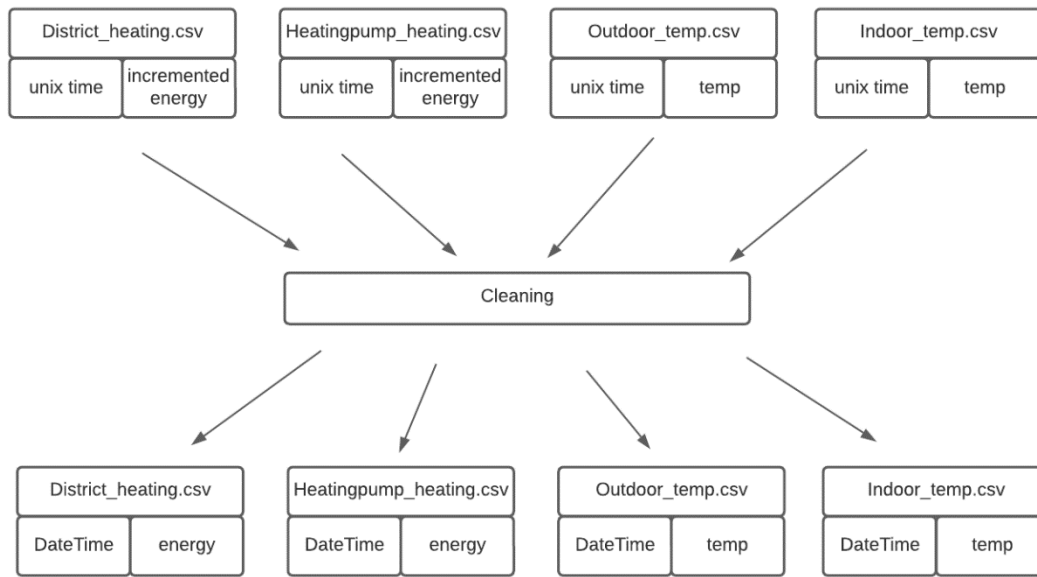 District_heating.csv
Heatingpump_heating.csv
Outdoor_temp.csv
Indoor_temp.csv
unix time
incremented
energy
unix time
incremented
energy
unix time
temp
unix time
temp
Cleaning
District_heating.csv
Heatingpump_heating.csv
Outdoor_temp.csv
Indoor_temp.csv
DateTime
energy
DateTime
energy
DateTime
temp
DateTime
temp